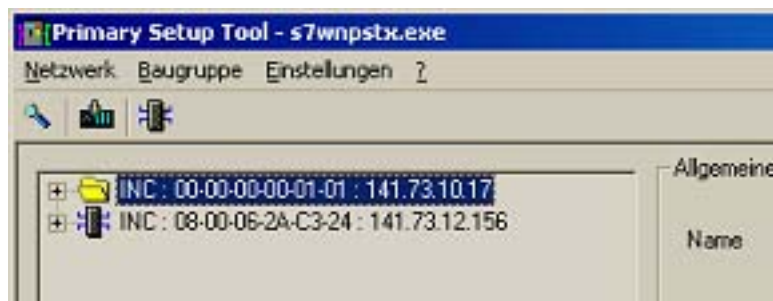 Primary Setup Tool - s7wnpstx.exe
Netzwerk Baugruppe Einstellungen ?
INC : 00-00-00-00-01-01 : 141.73.10.17
Allgemeine
INC : 08-00-06-2A-C3-24 : 141.73.12.156
Name